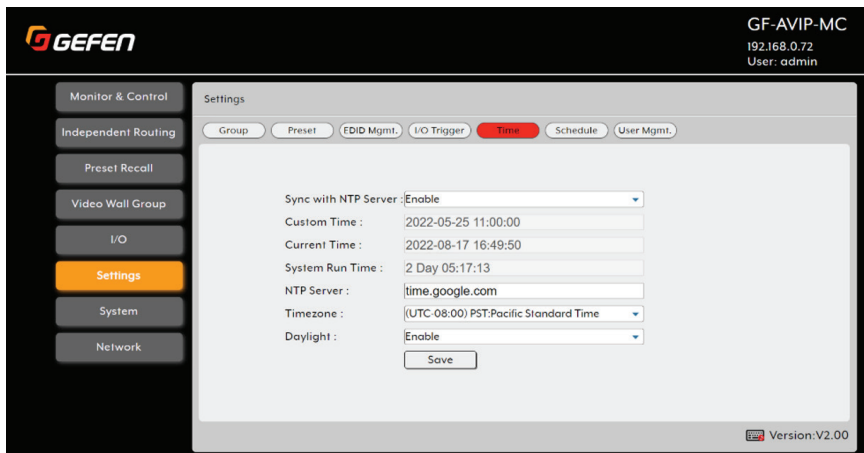 GEFEN
GF-AVIP-MC
192.168.0.72
User: admin
Monitor & Control
Independent Routing
Preset Recall
Video Wall Group
I/O
Settings
System
Network
Settings
Group Preset EDID Mgmt. I/O Trigger Time Schedule User Mgmt.
Sync with NTP Server : Enable
Custom Time : 2022-05-25 11:00:00
Current Time : 2022-08-17 16:49:50
System Run Time : 2 Day 05:17:13
NTP Server : time.google.com
Timezone : (UTC-08:00) PST:Pacific Standard Time
Daylight : Enable
Save
Version:V2.00